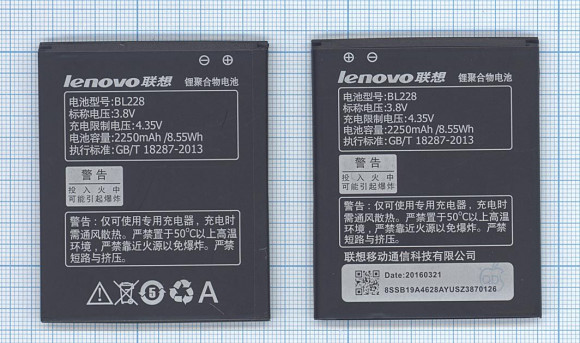 lenovo联想 锂聚合物电池
电池型号:BL228
标称电压:3.8V
充电限制电压:4.35V
电池容量:2250mAh /8.55Wh
执行标准:GB/T 18287-2013
警告
投入火中
可能引起爆炸
警告:仅可使用专用充电器,充电时
需通风散热。严禁置于50℃以上高温
环境,严禁靠近火源以免爆炸。严禁
短路与挤压。
5 A
lenovo联想 锂聚合物电池
电池型号:BL228
标称电压:3.8V
充电限制电压:4.35V
电池容量:2250mAh /8.55Wh
执行标准:GB/T 18287-2013
警告
投入火中
可能引起爆炸
警告:仅可使用专用充电器,充电时
需通风散热。严禁置于50℃以上高温
环境,严禁靠近火源以免爆炸。严禁
短路与挤压。
联想移动通信科技有限公司
Date:20160321
8SSB19A4628AYUSZ3870126